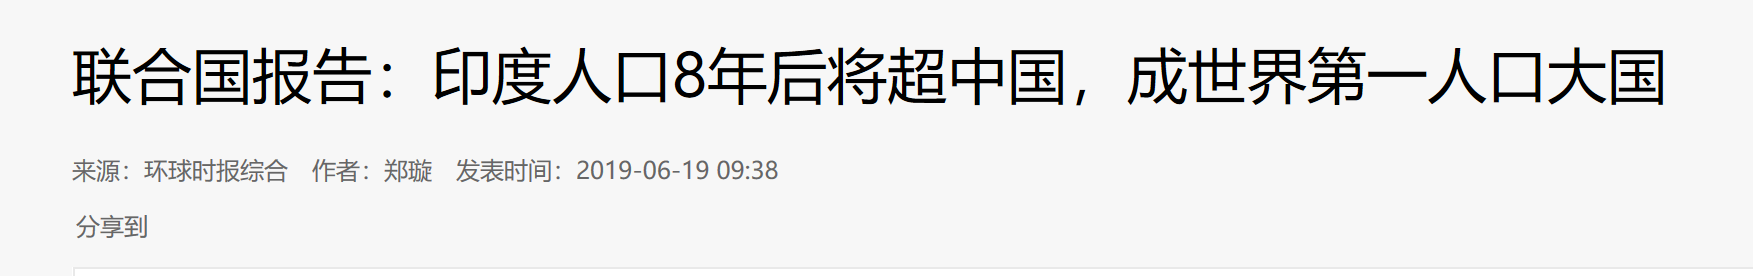 联合国报告：印度人口8年后将超中国，成世界第一人口大国
来源：环球时报综合 作者：郑璇 发表时间：2019-06-19 09:38
分享到